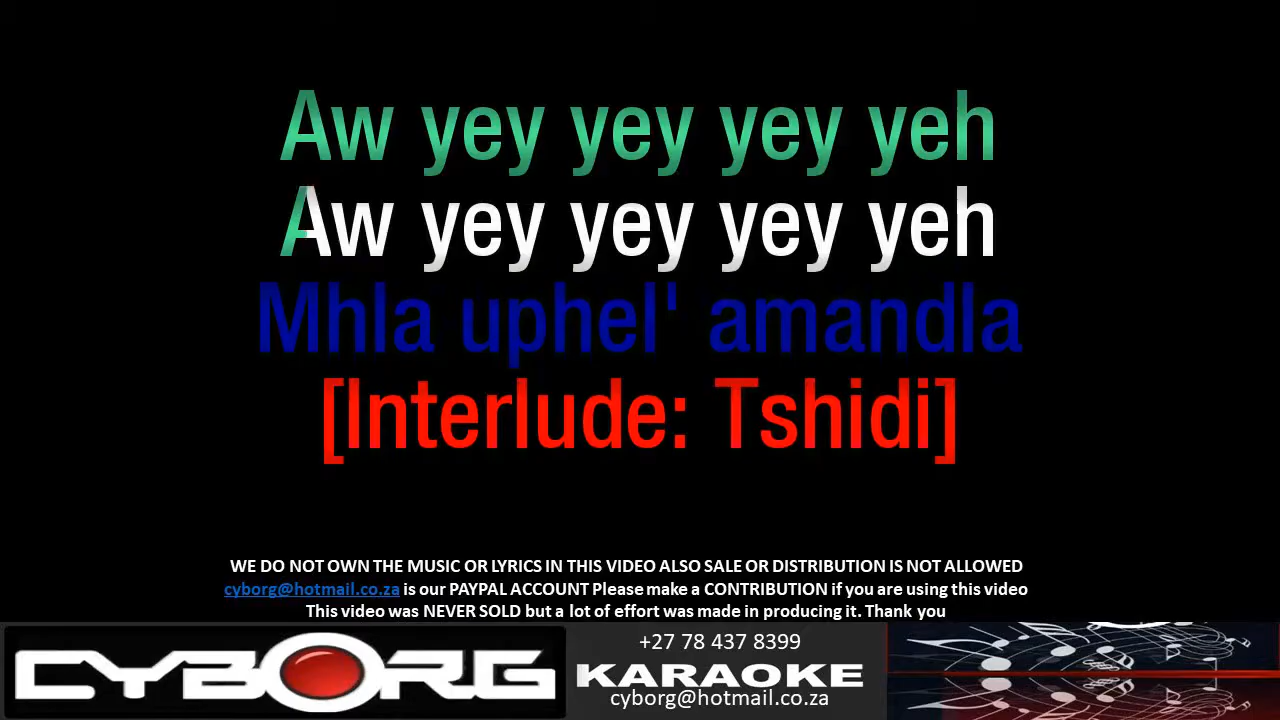 Aw yey yey yey yeh
Aw yey yey yey yeh
Mhla uphel' amandla
[Interlude: Tshidi]
WE DO NOT OWN THE MUSIC OR LYRICS IN THIS VIDEO ALSO SALE OR DISTRIBUTION IS NOT ALLOWED
cyborg@hotmail.co.za is our PAYPAL ACCOUNT Please make a CONTRIBUTION if you are using this video
This video was NEVER SOLD but a lot of effort was made in producing it. Thank you
CYBORG
+27 78 437 8399
KARAOKE
cyborg@hotmail.co.za